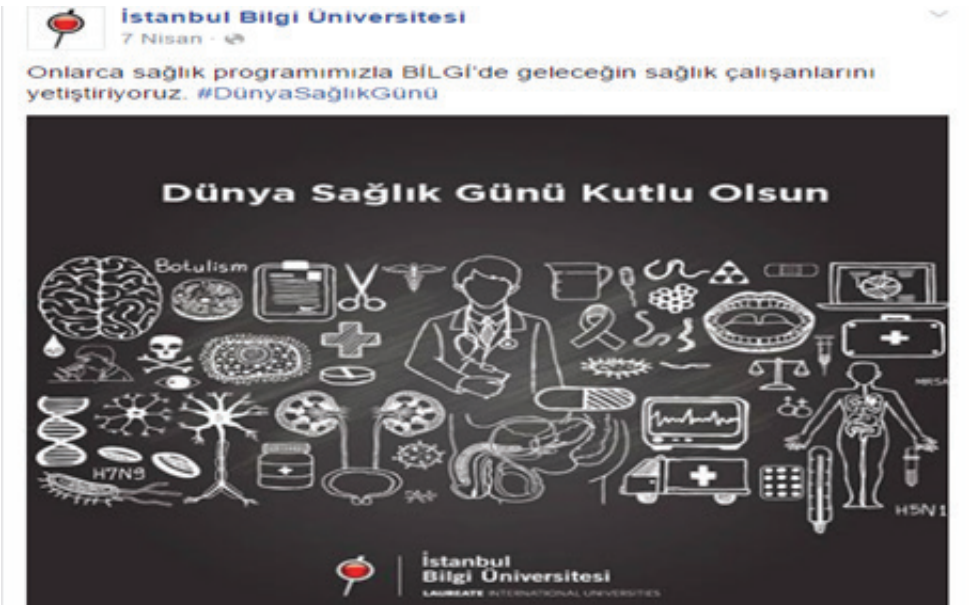 İstanbul Bilgi Üniversitesi
7 Nisan ·
Onlarca sağlık programımızla BİLGİ'de geleceğin sağlık çalışanlarını
yetiştiriyoruz. #DünyaSağlıkGünü
Dünya Sağlık Günü Kutlu Olsun
Botulism
MRSA
H7N9
H5N1
İstanbul
Bilgi Üniversitesi
LAUREATE INTERNATIONAL UNIVERSITIES